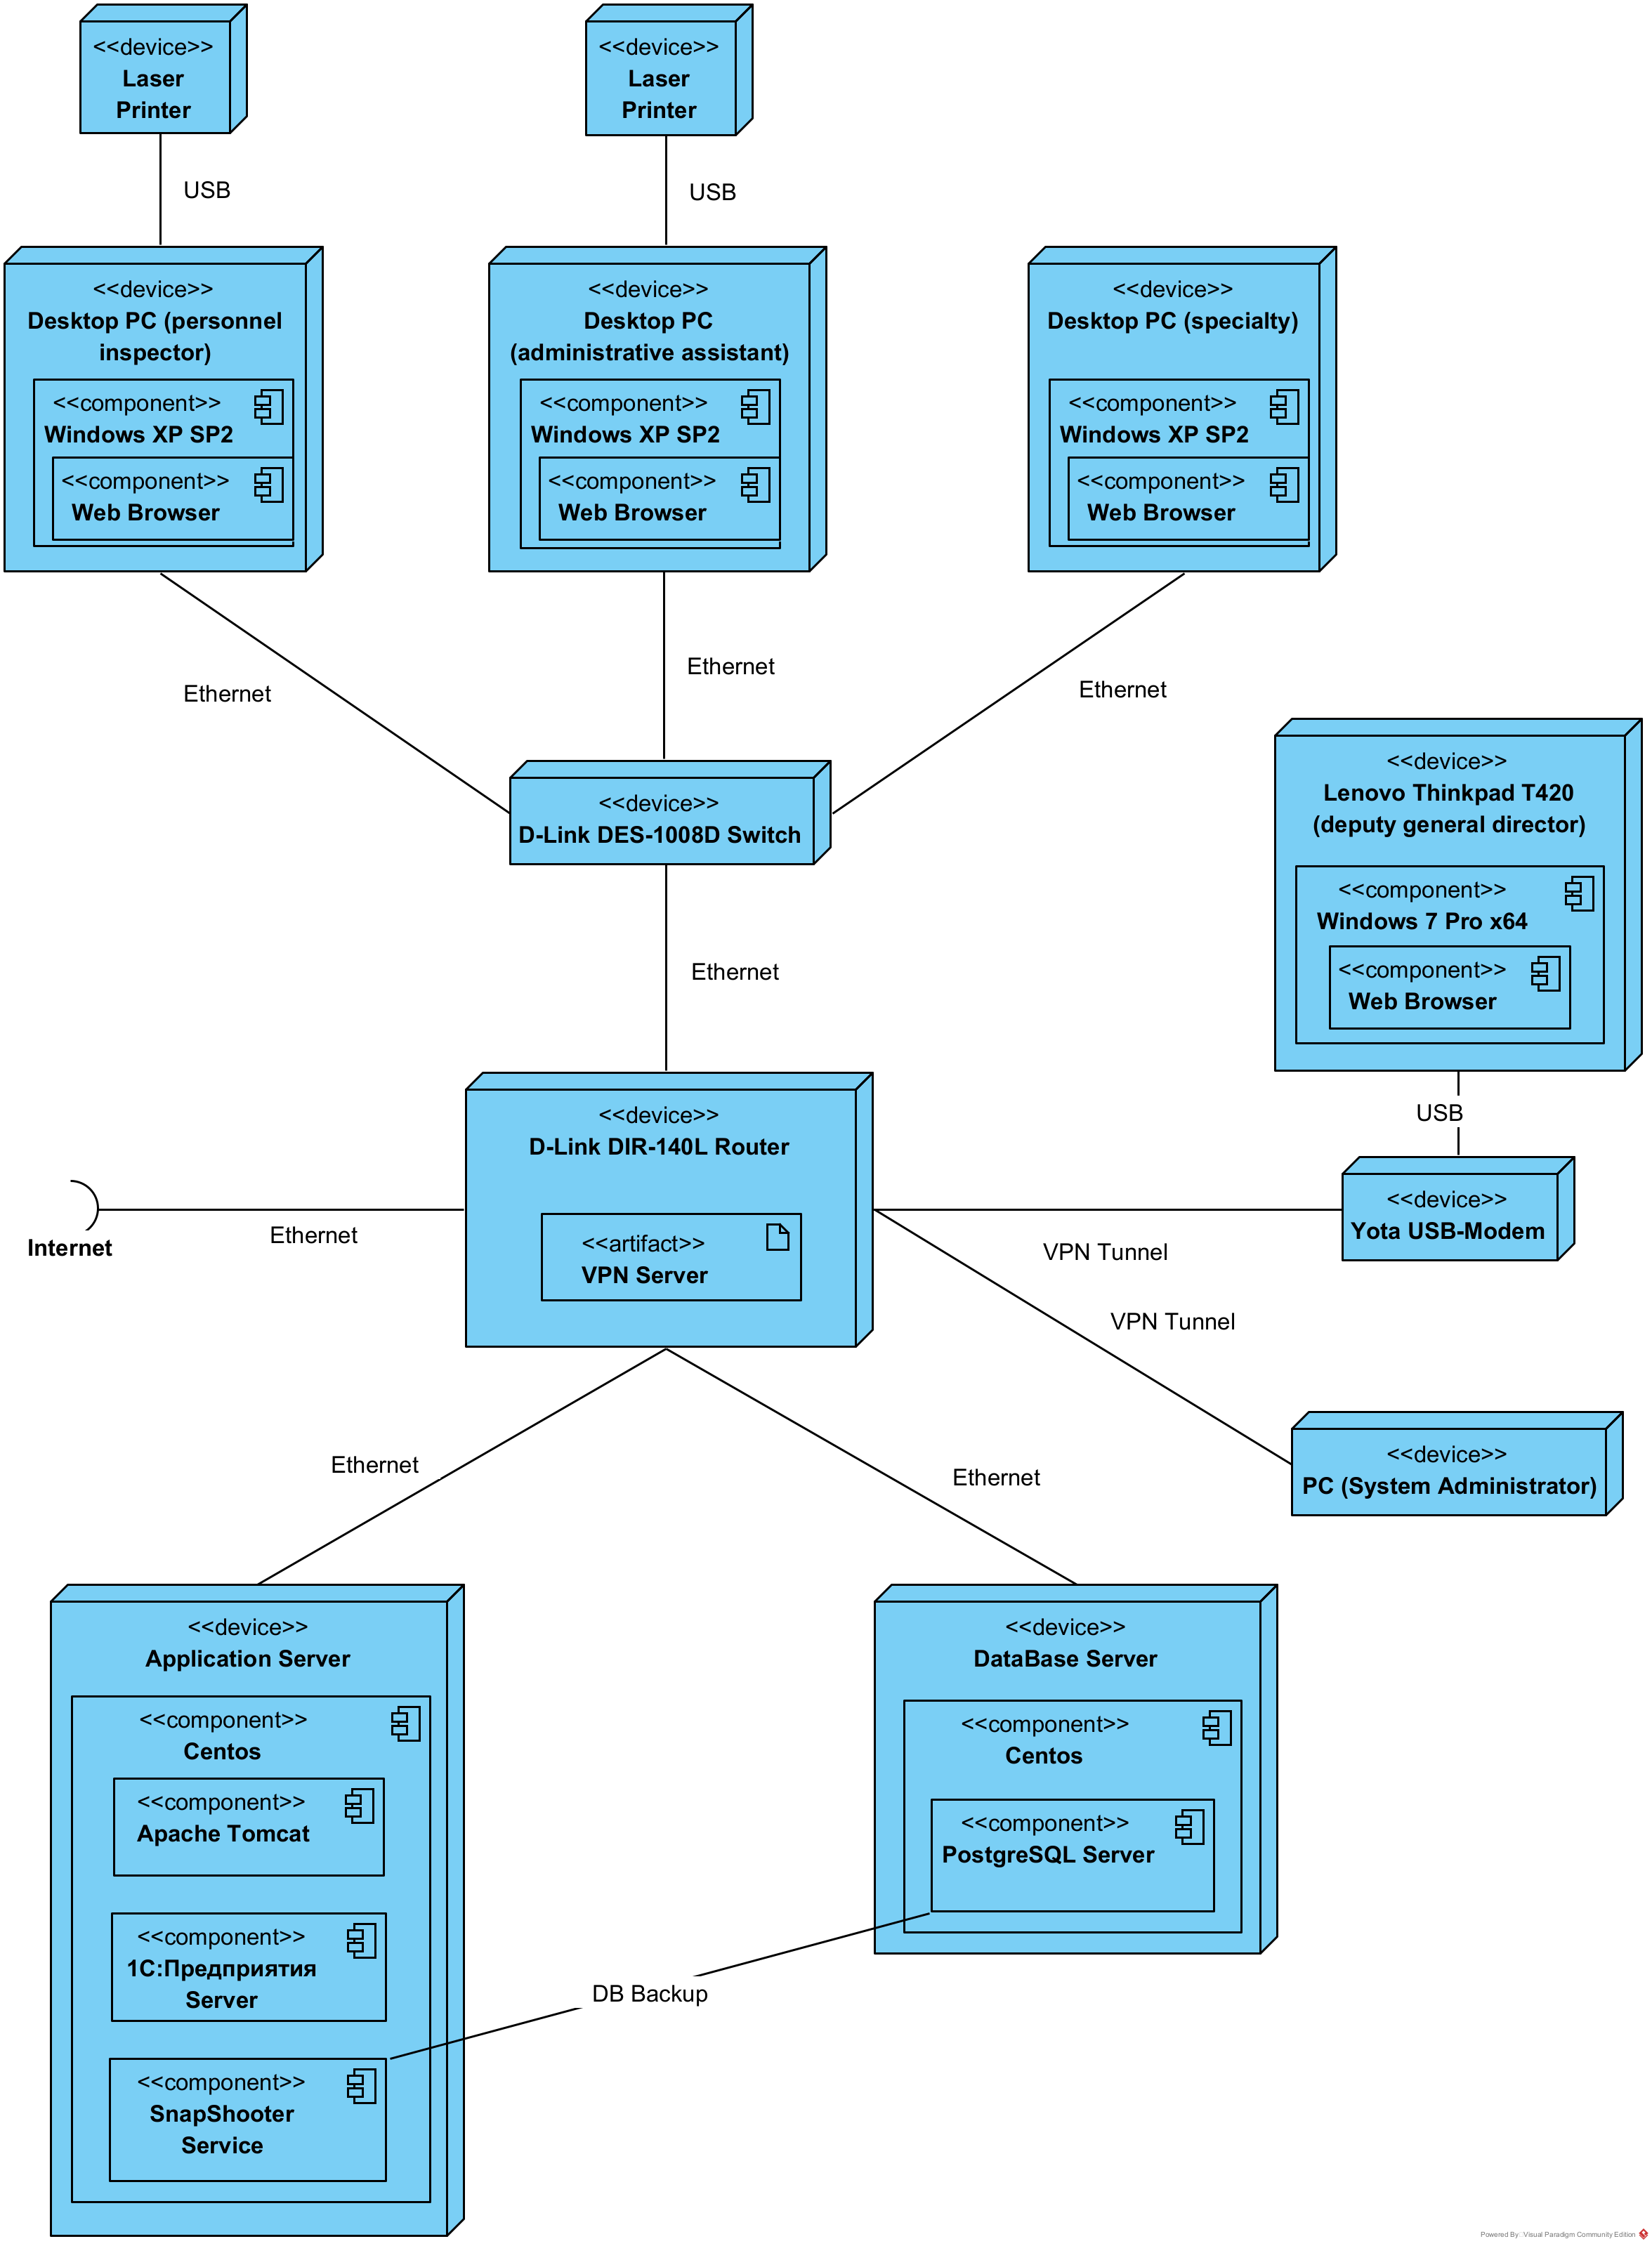 <<device>>
Laser
Printer
<<device>>
Laser
Printer
USB
USB
<<device>>
Desktop PC (personnel
inspector)
<<component>>
Windows XP SP2
<<component>>
Web Browser
<<device>>
Desktop PC
(administrative assistant)
<<component>>
Windows XP SP2
<<component>>
Web Browser
<<device>>
Desktop PC (specialty)
<<component>>
Windows XP SP2
<<component>>
Web Browser
Ethernet
Ethernet
Ethernet
<<device>>
D-Link DES-1008D Switch
<<device>>
Lenovo Thinkpad T420
(deputy general director)
<<component>>
Windows 7 Pro x64
<<component>>
Web Browser
Ethernet
USB
<<device>>
D-Link DIR-140L Router
<<artifact>>
VPN Server
Internet
Ethernet
<<device>>
Yota USB-Modem
VPN Tunnel
VPN Tunnel
<<device>>
PC (System Administrator)
Ethernet
Ethernet
<<device>>
Application Server
<<component>>
Centos
<<component>>
Apache Tomcat
<<component>>
1С:Предприятия
Server
<<component>>
SnapShooter
Service
<<device>>
DataBase Server
<<component>>
Centos
<<component>>
PostgreSQL Server
DB Backup
Powered By Visual Paradigm Community Edition